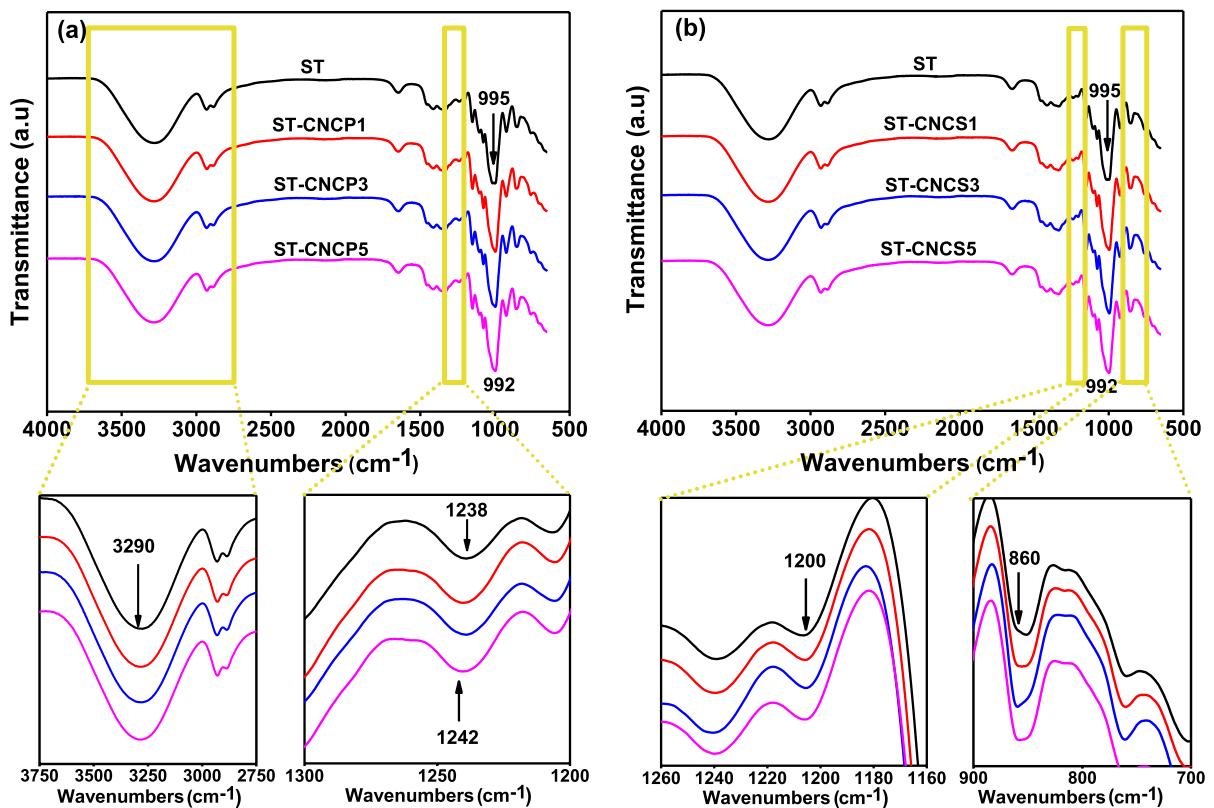 (a)
ST
995
ST-CNCP1
ST-CNCP3
ST-CNCP5
992
Transmittance (a.u)
4000 3500 3000 2500 2000 1500 1000 500
Wavenumbers (cm-1)
(b)
ST
995
ST-CNCS1
ST-CNCS3
ST-CNCS5
992
Transmittance (a.u)
4000 3500 3000 2500 2000 1500 1000 500
Wavenumbers (cm-1)
3290
3750 3500 3250 3000 2750
Wavenumbers (cm-1)
1238
1242
1300 1250 1200
Wavenumbers (cm-1)
1200
1260 1240 1220 1200 1180 1160
Wavenumbers (cm-1)
860
900 800 700
Wavenumbers (cm-1)